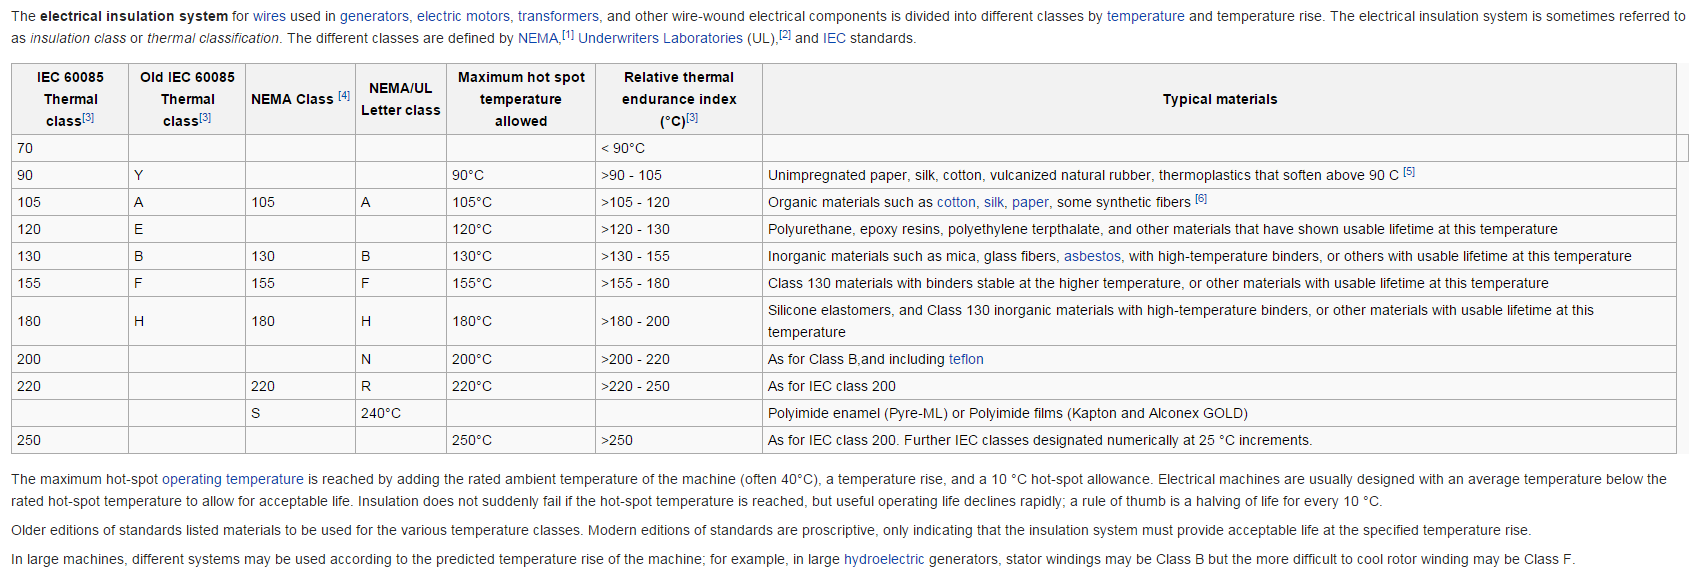 The electrical insulation system for wires used in generators, electric motors, transformers, and other wire-wound electrical components is divided into different classes by temperature and temperature rise. The electrical insulation system is sometimes referred to
as insulation class or thermal classification. The different classes are defined by NEMA,[1] Underwriters Laboratories (UL),[2] and IEC standards.
IEC 60085 Thermal class[3] Old IEC 60085 Thermal class[3] NEMA Class [4] NEMA/UL Letter class Maximum hot spot temperature allowed Relative thermal endurance index (°C)[3] Typical materials
70 < 90°C
90 Y 90°C >90 - 105 Unimpregnated paper, silk, cotton, vulcanized natural rubber, thermoplastics that soften above 90 C [5]
105 A 105 A 105°C >105 - 120 Organic materials such as cotton, silk, paper, some synthetic fibers [6]
120 E 120°C >120 - 130 Polyurethane, epoxy resins, polyethylene terpthalate, and other materials that have shown usable lifetime at this temperature
130 B 130 B 130°C >130 - 155 Inorganic materials such as mica, glass fibers, asbestos, with high-temperature binders, or others with usable lifetime at this temperature
155 F 155 F 155°C >155 - 180 Class 130 materials with binders stable at the higher temperature, or other materials with usable lifetime at this temperature
180 H 180 H 180°C >180 - 200 Silicone elastomers, and Class 130 inorganic materials with high-temperature binders, or other materials with usable lifetime at this
temperature
200 N 200°C >200 - 220 As for Class B,and including teflon
220 220 R 220°C >220 - 250 As for IEC class 200
S 240°C Polyimide enamel (Pyre-ML) or Polyimide films (Kapton and Alconex GOLD)
250 250°C >250 As for IEC class 200. Further IEC classes designated numerically at 25 °C increments.
The maximum hot-spot operating temperature is reached by adding the rated ambient temperature of the machine (often 40°C), a temperature rise, and a 10 °C hot-spot allowance. Electrical machines are usually designed with an average temperature below the
rated hot-spot temperature to allow for acceptable life. Insulation does not suddenly fail if the hot-spot temperature is reached, but useful operating life declines rapidly; a rule of thumb is a halving of life for every 10 °C.
Older editions of standards listed materials to be used for the various temperature classes. Modern editions of standards are proscriptive, only indicating that the insulation system must provide acceptable life at the specified temperature rise.
In large machines, different systems may be used according to the predicted temperature rise of the machine; for example, in large hydroelectric generators, stator windings may be Class B but the more difficult to cool rotor winding may be Class F.